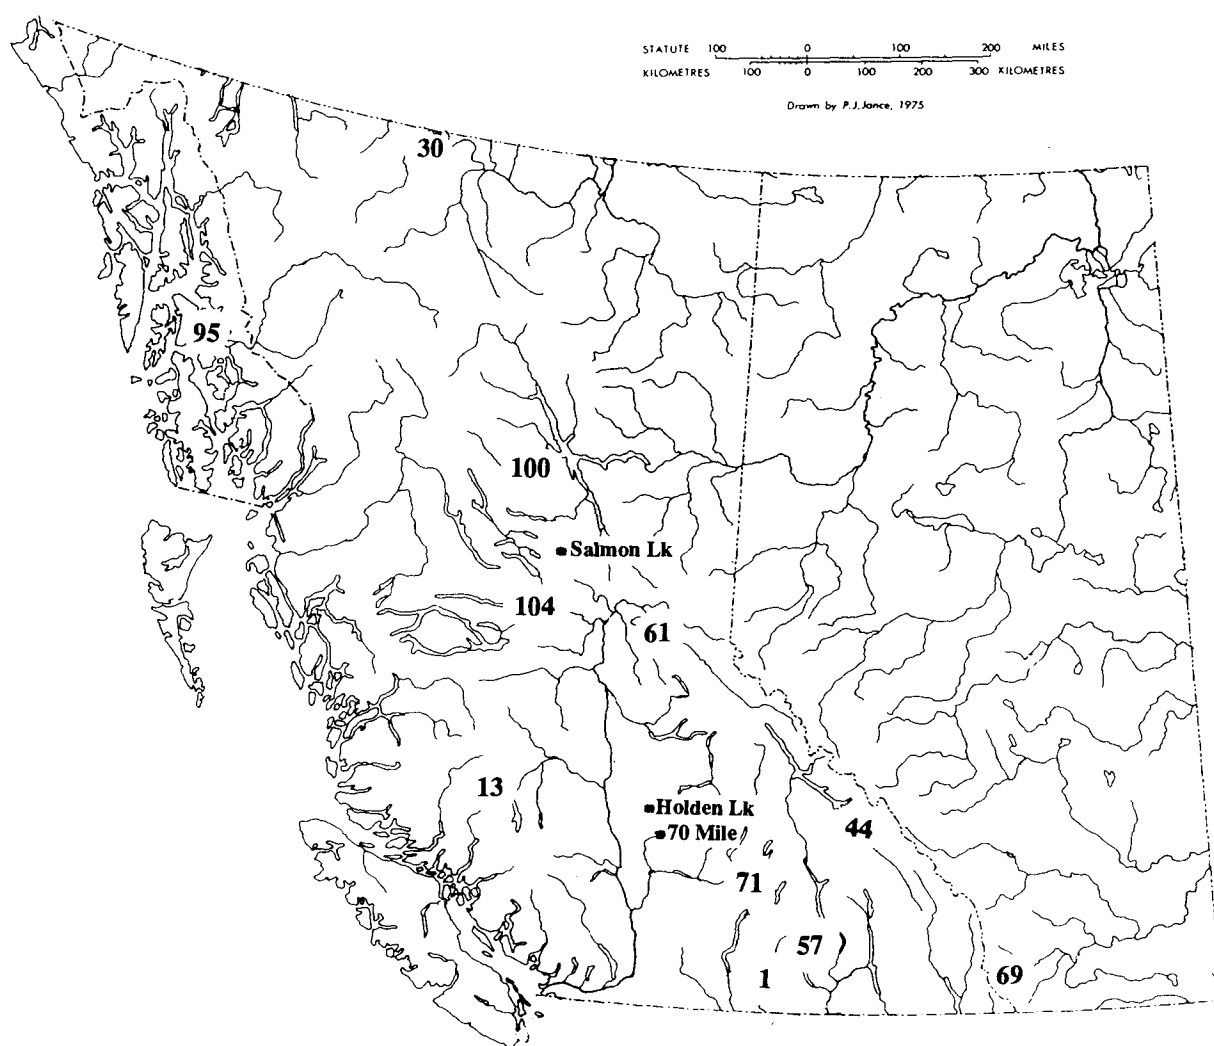 STATUTE 100 0 100 200 MILES
KILOMETRES 100 0 100 200 300 KILOMETRES
Drawn by P.J.Jance, 1975
30
95
100
Salmon Lk
104
61
13
Holden Lk
70 Mile
44
71
57
1
69